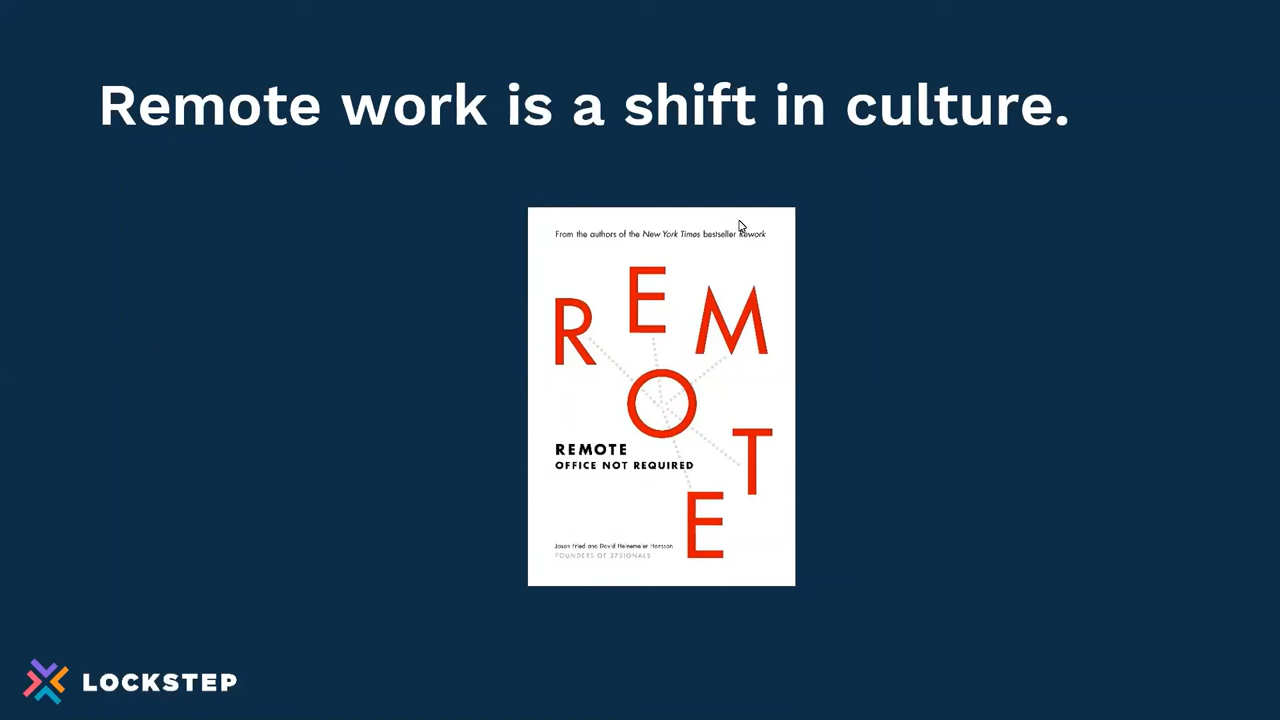 Remote work is a shift in culture.
From the authors of the New York Times bestseller Rework
R E M O T E
REMOTE
OFFICE NOT REQUIRED
Jason Fried and David Heinemeier Hansson
FOUNDERS OF 37SIGNALS
LOCKSTEP